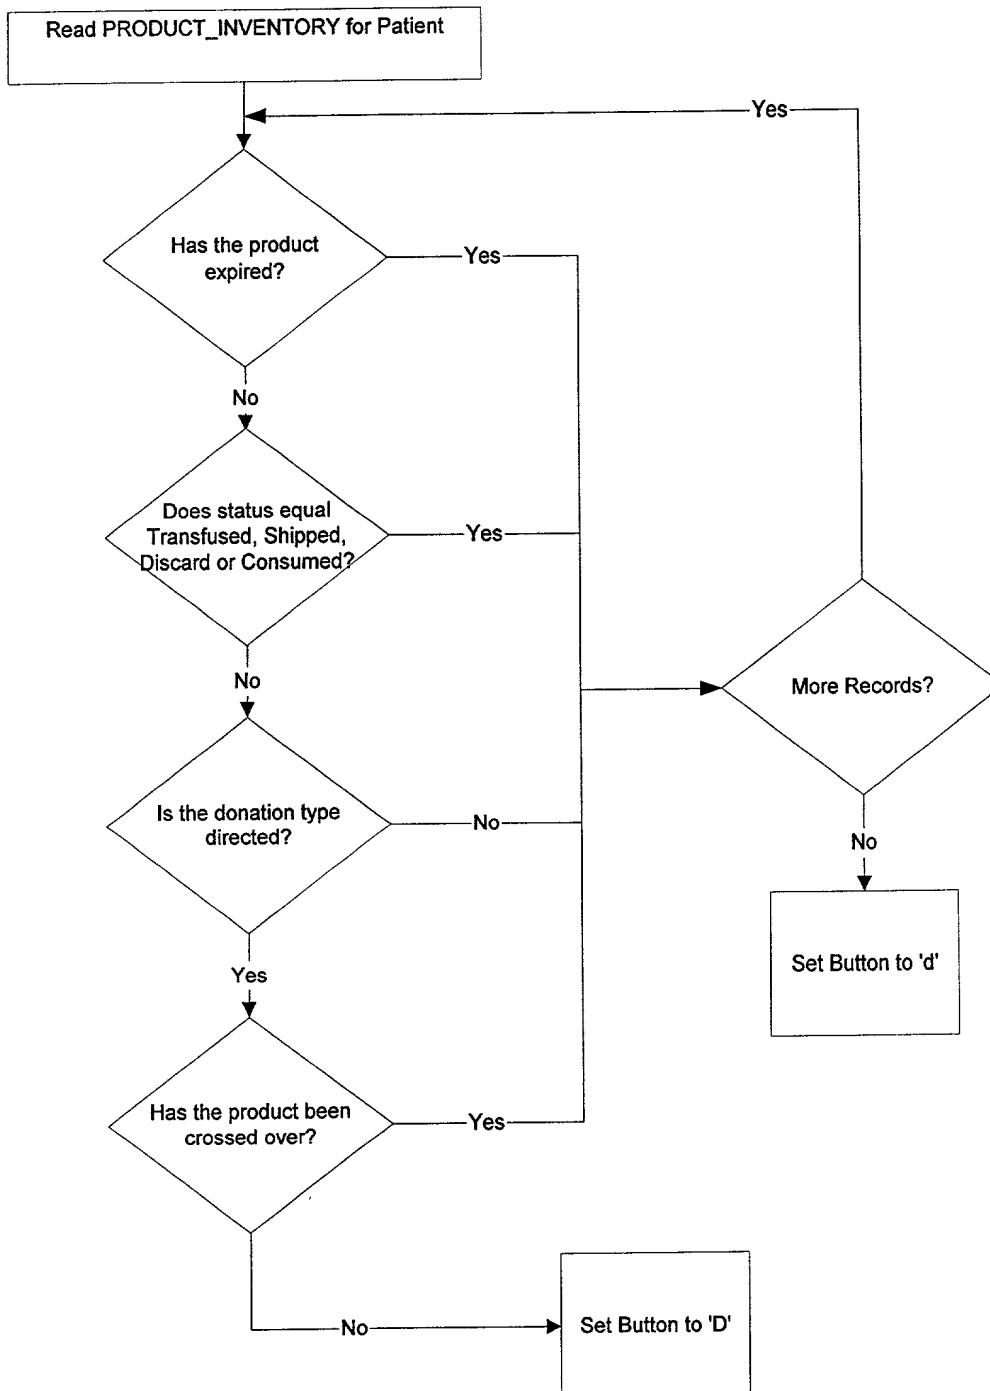 Read PRODUCT_INVENTORY for Patient
Yes
Has the product
expired?
Yes
No
Does status equal
Transfused, Shipped,
Discard or Consumed?
Yes
No
More Records?
Is the donation type
directed?
No
No
Yes
Set Button to 'd'
Has the product been
crossed over?
Yes
No
Set Button to 'D'